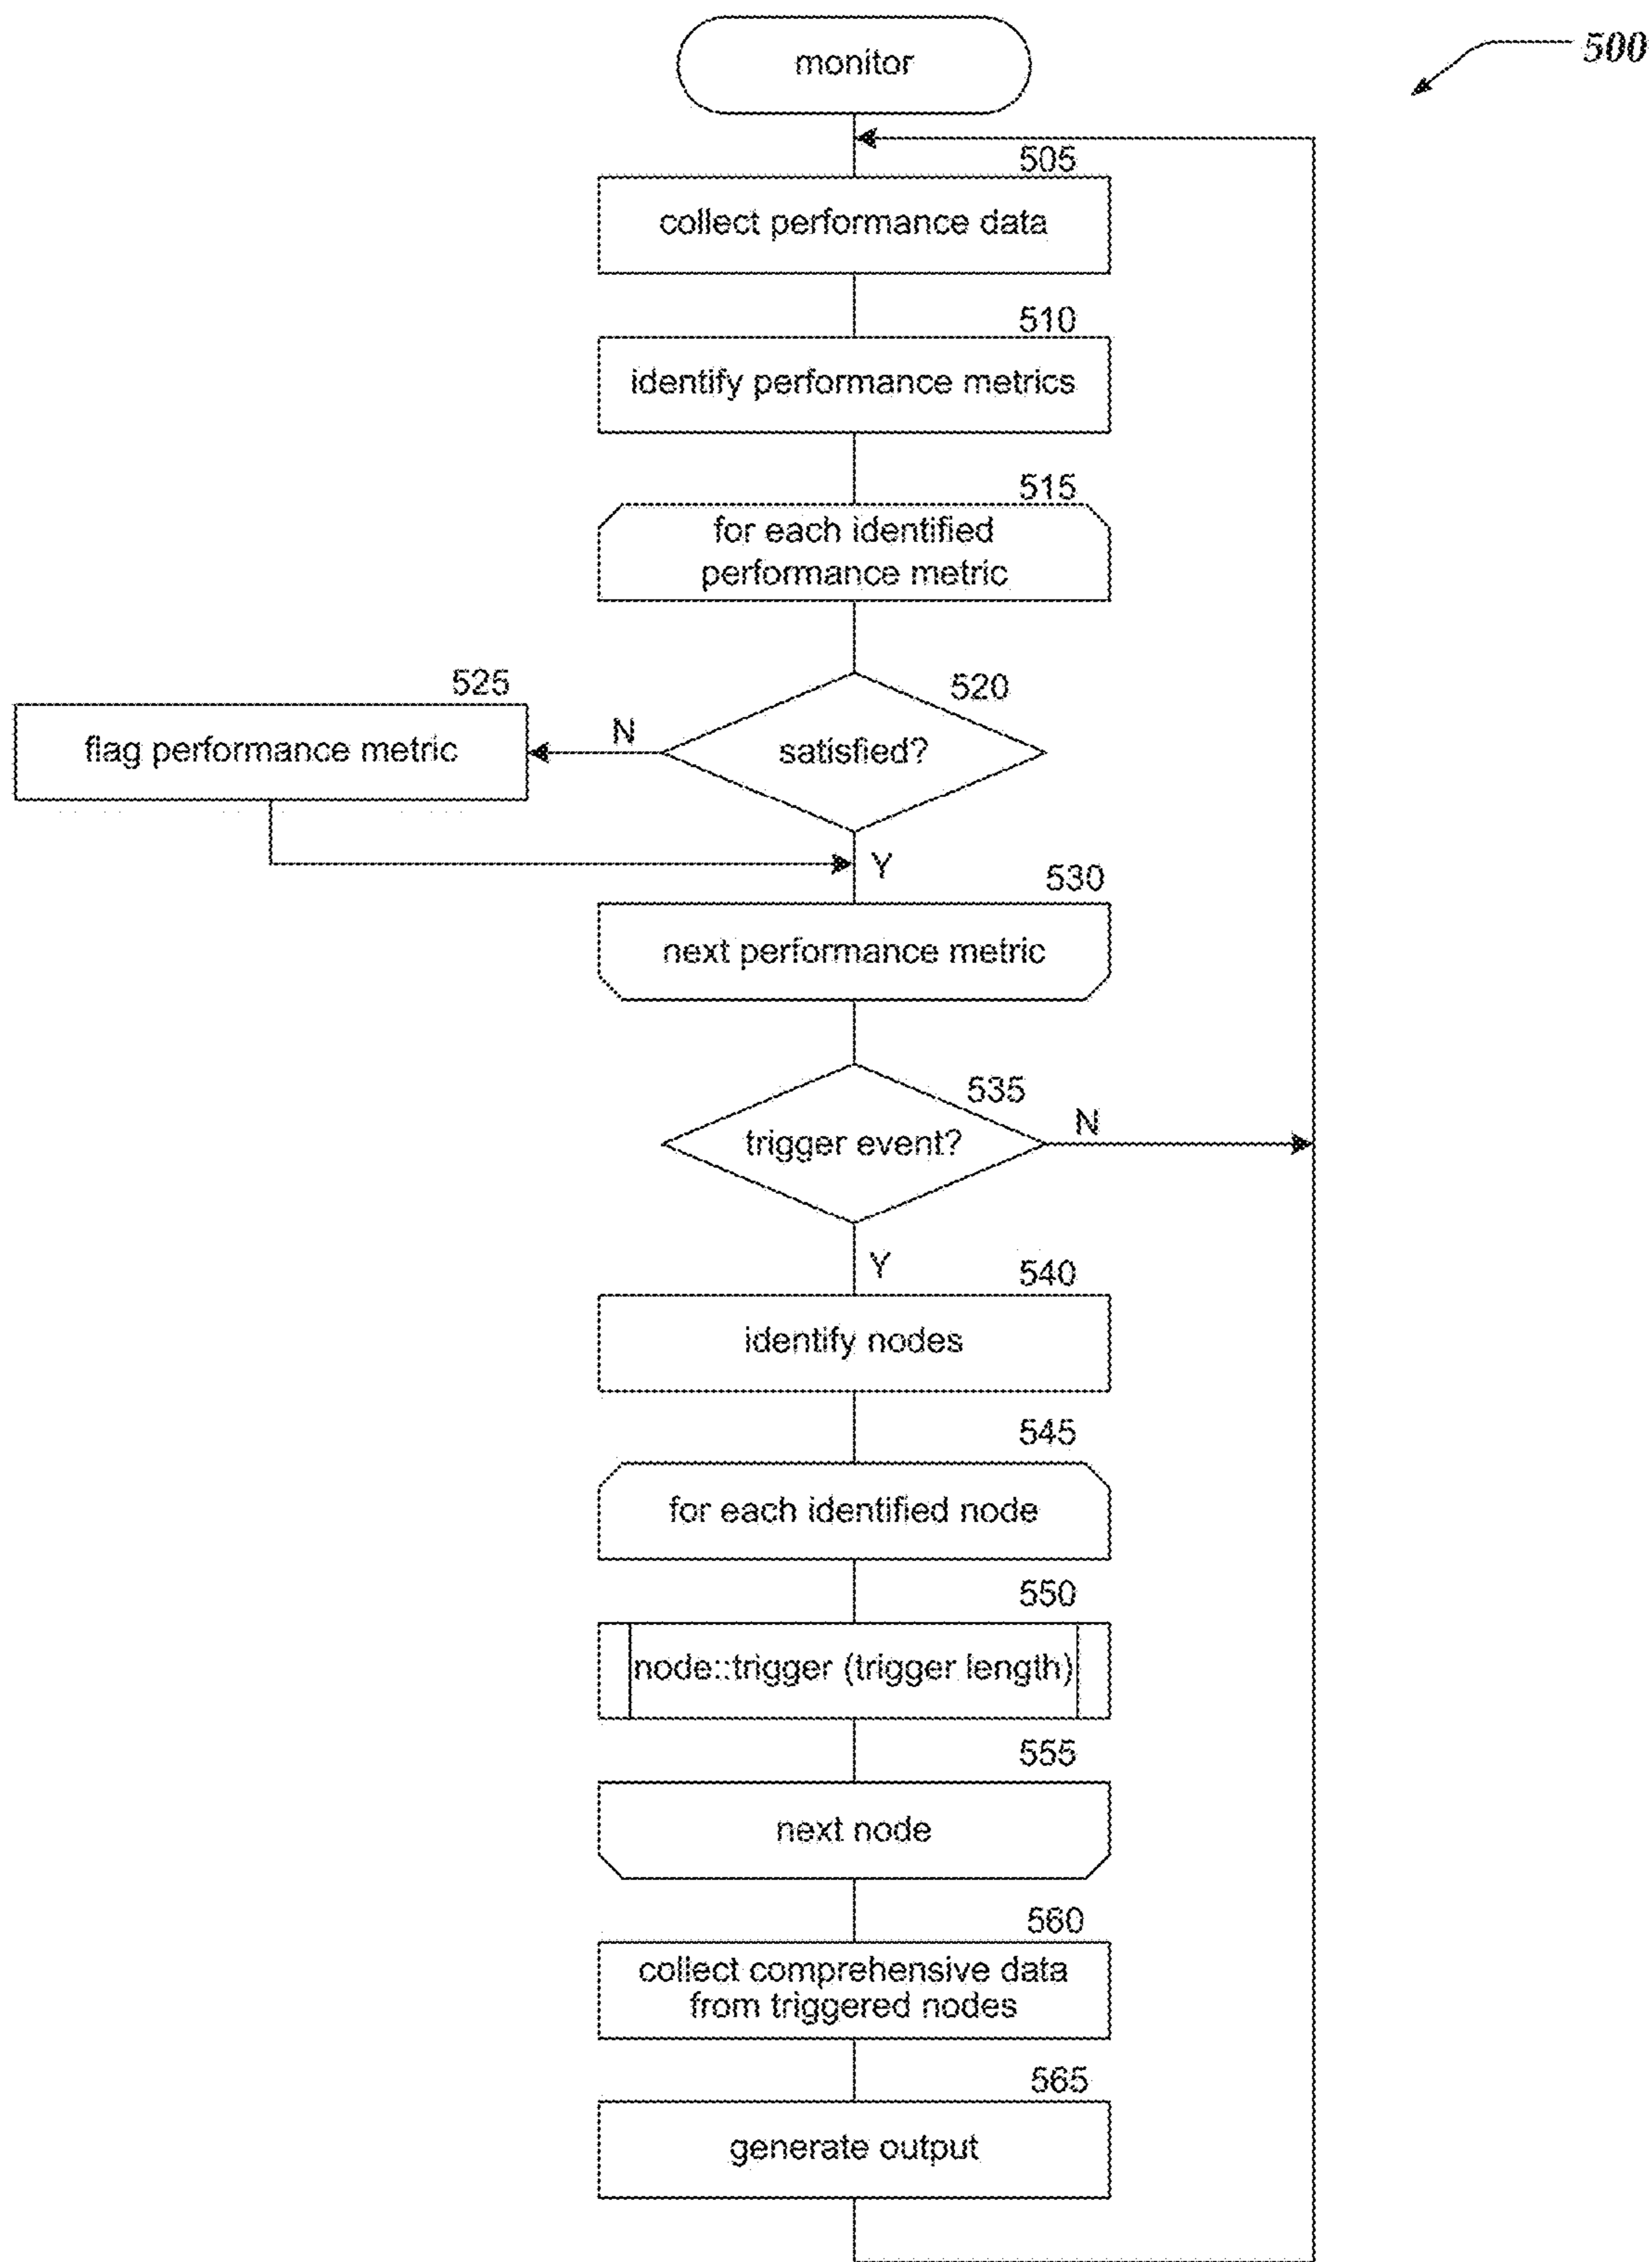 monitor
500
505
collect performance data
510
identify performance metrics
515
for each identified
performance metric
525
520
flag performance metric
N
satisfied?
Y
530
next performance metric
535
trigger event?
N
Y
540
identify nodes
545
for each identified node
550
node::trigger (trigger length)
555
next node
560
collect comprehensive data
from triggered nodes
565
generate output